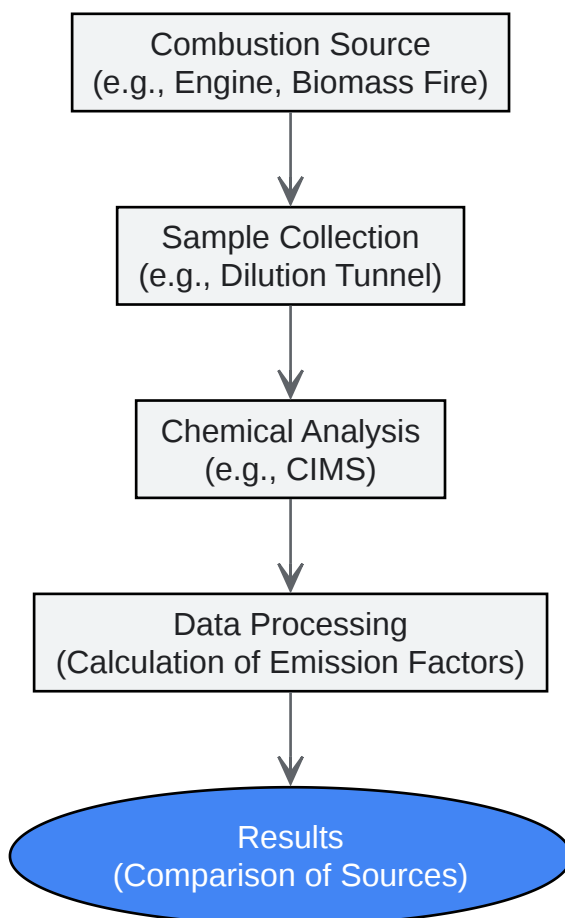 Combustion Source
(e.g., Engine, Biomass Fire)
Sample Collection
(e.g., Dilution Tunnel)
Chemical Analysis
(e.g., CIMS)
Data Processing
(Calculation of Emission Factors)
Results
(Comparison of Sources)